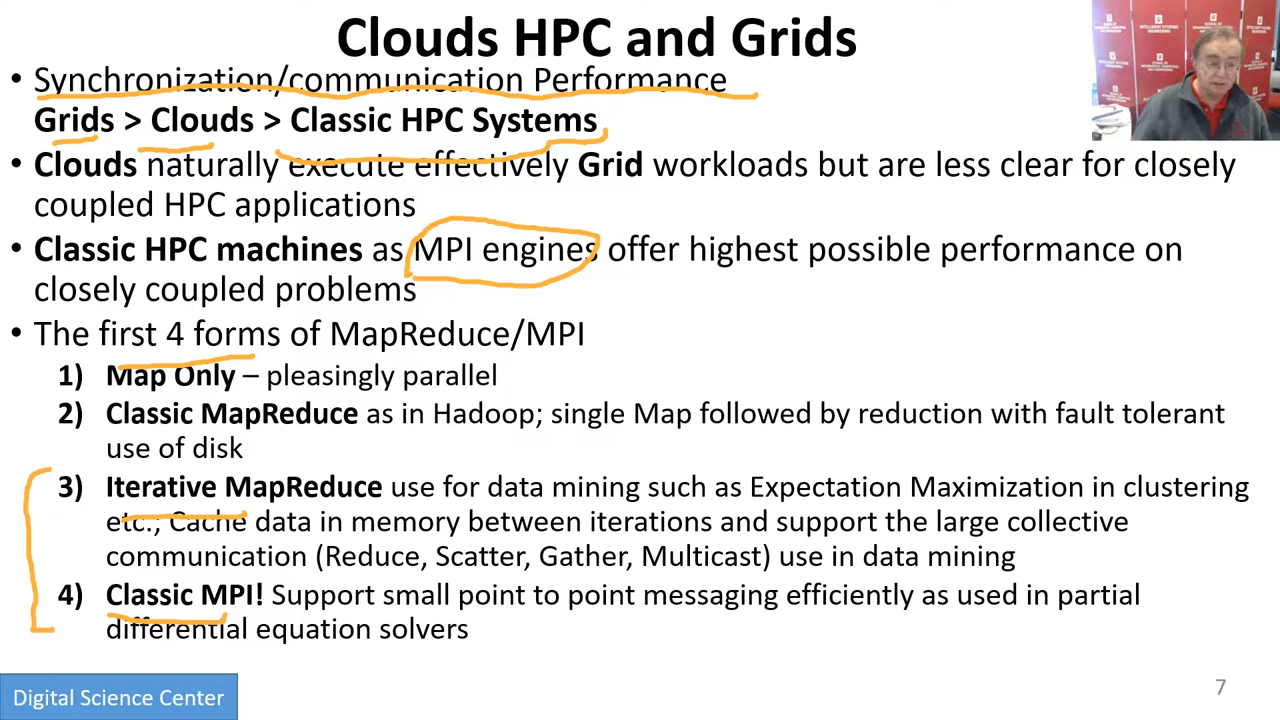 Clouds HPC and Grids
• Synchronization/communication Performance
Grids > Clouds > Classic HPC Systems
• Clouds naturally execute effectively Grid workloads but are less clear for closely
coupled HPC applications
• Classic HPC machines as MPI engines offer highest possible performance on
closely coupled problems
• The first 4 forms of MapReduce/MPI
1) Map Only – pleasingly parallel
2) Classic MapReduce as in Hadoop; single Map followed by reduction with fault tolerant
use of disk
3) Iterative MapReduce use for data mining such as Expectation Maximization in clustering
etc.; Cache data in memory between iterations and support the large collective
communication (Reduce, Scatter, Gather, Multicast) use in data mining
4) Classic MPI! Support small point to point messaging efficiently as used in partial
differential equation solvers
Digital Science Center
7